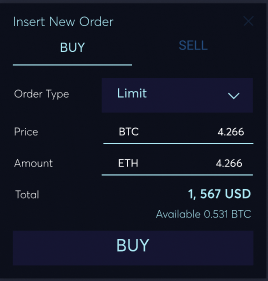 Insert New Order
BUY SELL
Order Type Limit
Price BTC 4.266
Amount ETH 4.266
Total 1, 567 USD
Available 0.531 BTC
BUY